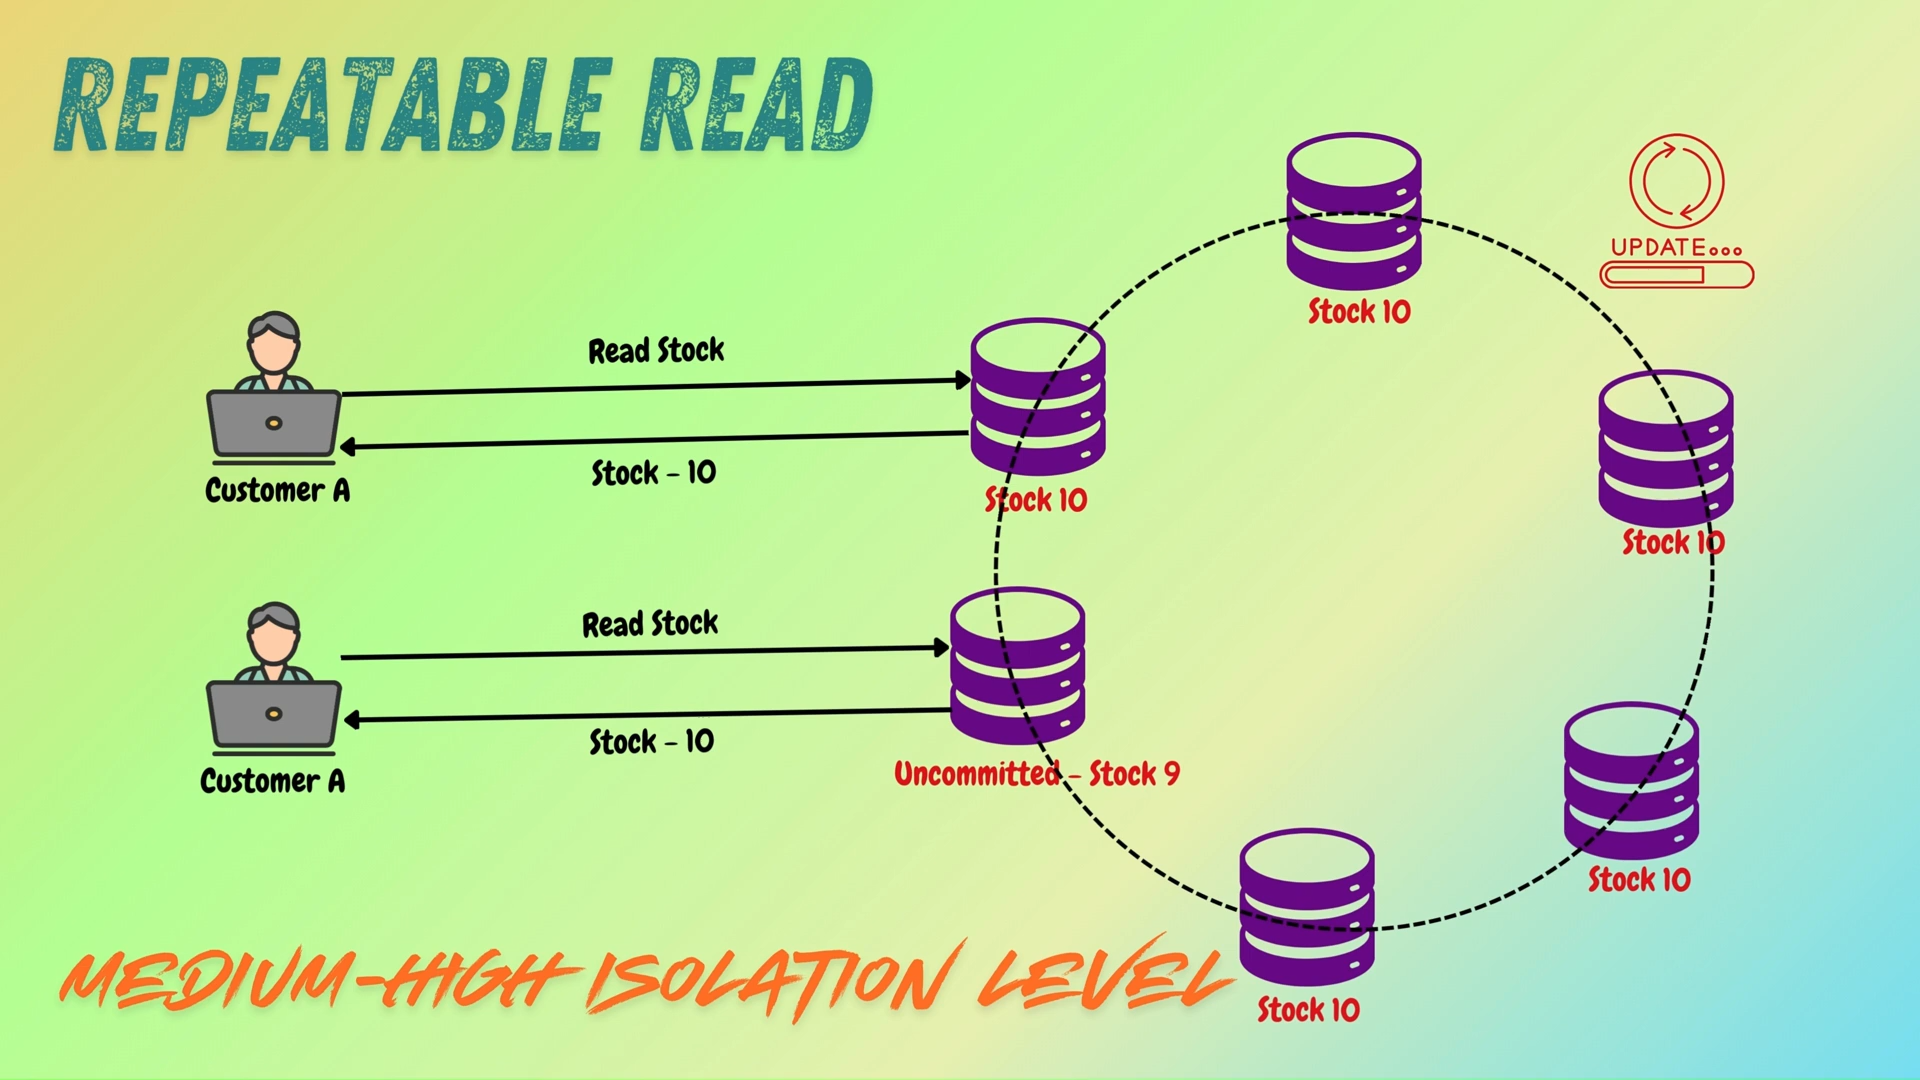 REPEATABLE READ
UPDATE...
Stock 10
Read Stock
Stock - 10
Customer A
Stock 10
Stock 10
Read Stock
Stock - 10
Customer A
Uncommitted - Stock 9
Stock 10
MEDIUM-HIGH ISOLATION LEVEL
Stock 10